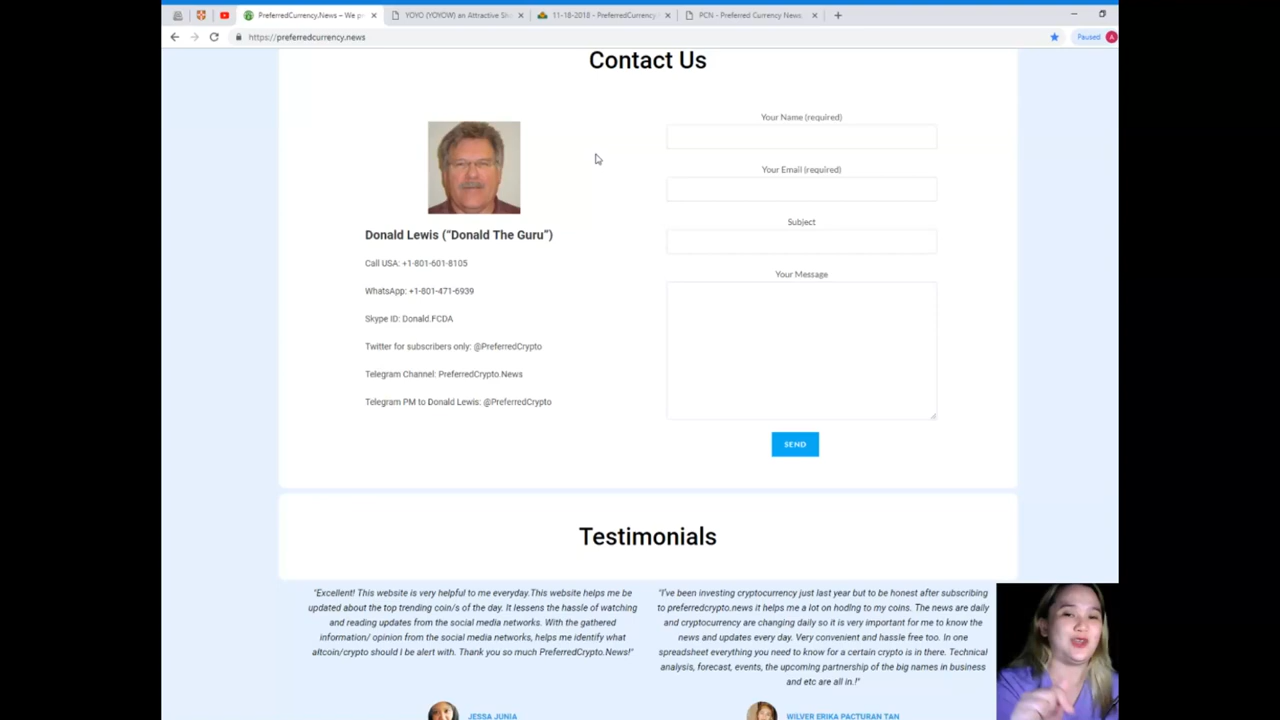 PreferredCurrency.News – We p
YOYO (YOYOW) an Attractive Sh
11-18-2018 - PreferredCurrency
PCN - Preferred Currency News
https://preferredcurrency.news
Paused
A
Contact Us
Donald Lewis (“Donald The Guru”)
Call USA: +1-801-601-8105
WhatsApp: +1-801-471-6939
Skype ID: Donald.FCDA
Twitter for subscribers only: @PreferredCrypto
Telegram Channel: PreferredCrypto.News
Telegram PM to Donald Lewis: @PreferredCrypto
Your Name (required)
Your Email (required)
Subject
Your Message
SEND
Testimonials
"Excellent! This website is very helpful to me everyday.This website helps me be
updated about the top trending coin/s of the day. It lessens the hassle of watching
and reading updates from the social media networks. With the gathered
information/ opinion from the social media networks, helps me identify what
altcoin/crypto should I be alert with. Thank you so much PreferredCrypto.News!"
JESSA JUNIA
"I've been investing cryptocurrency just last year but to be honest after subscribing
to preferredcrypto.news it helps me a lot on hodlng to my coins. The news are daily
and cryptocurrency are changing daily so it is very important for me to know the
news and updates every day. Very convenient and hassle free too. In one
spreadsheet everything you need to know for a certain crypto is in there. Technical
analysis, forecast, events, the upcoming partnership of the big names in business
and etc are all in.!"
WILVER ERIKA PACTURAN TAN